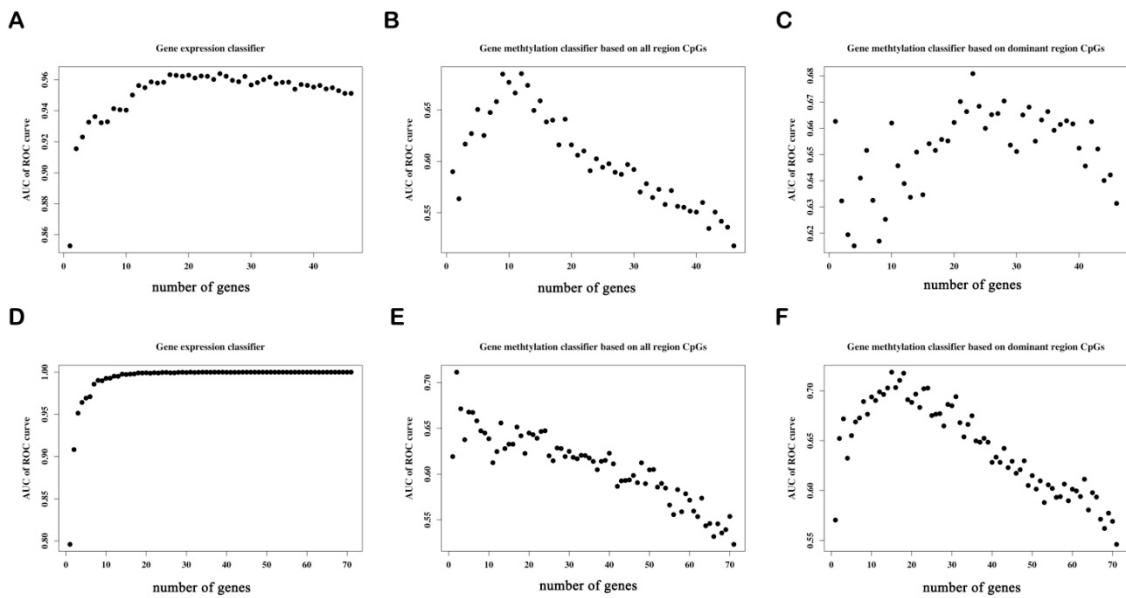 A
Gene expression classifier
AUC of ROC curve
0.86 0.88 0.90 0.92 0.94 0.96
0 10 20 30 40
number of genes
B
Gene methtylation classifier based on all region CpGs
AUC of ROC curve
0.55 0.60 0.65
0 10 20 30 40
number of genes
C
Gene methtylation classifier based on dominant region CpGs
AUC of ROC curve
0.62 0.63 0.64 0.65 0.66 0.67 0.68
0 10 20 30 40
number of genes
D
Gene expression classifier
AUC of ROC curve
0.80 0.85 0.90 0.95 1.00
0 10 20 30 40 50 60 70
number of genes
E
Gene methtylation classifier based on all region CpGs
AUC of ROC curve
0.55 0.60 0.65 0.70
0 10 20 30 40 50 60 70
number of genes
F
Gene methtylation classifier based on dominant region CpGs
AUC of ROC curve
0.55 0.60 0.65 0.70
0 10 20 30 40 50 60 70
number of genes